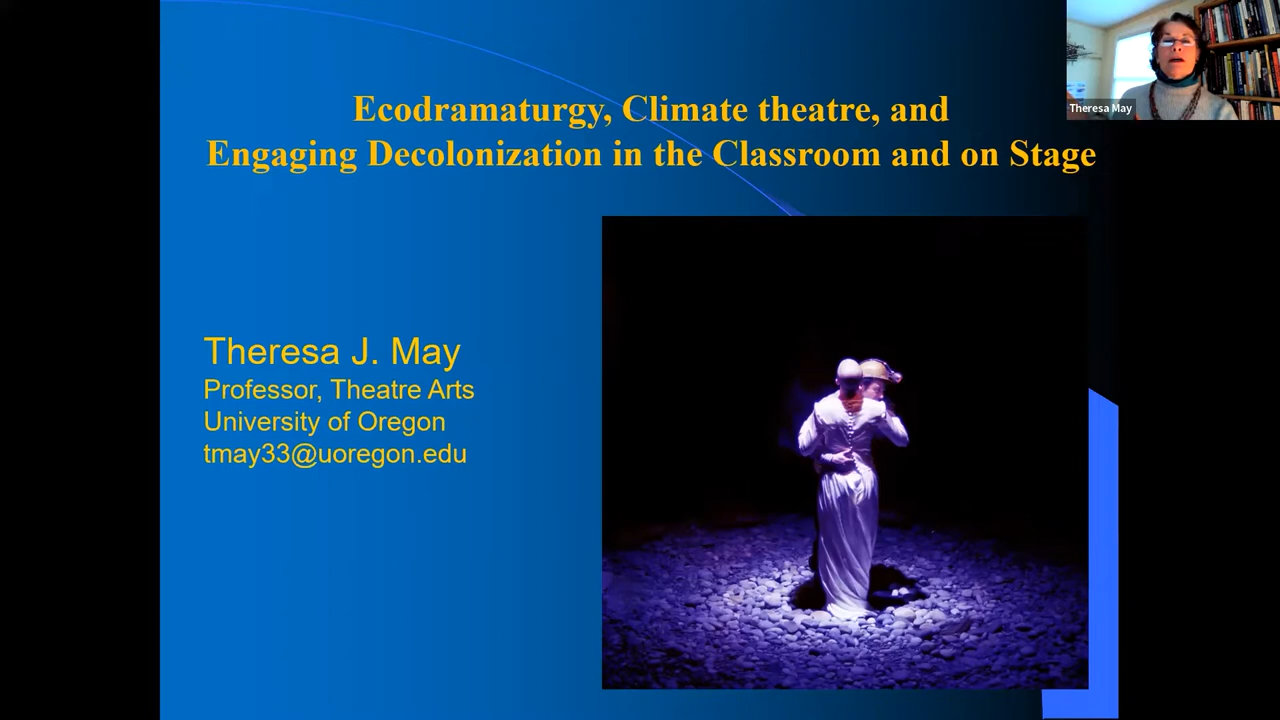 Ecodramaturgy, Climate theatre, and
Engaging Decolonization in the Classroom and on Stage
Theresa May
Theresa J. May
Professor, Theatre Arts
University of Oregon
tmay33@uoregon.edu